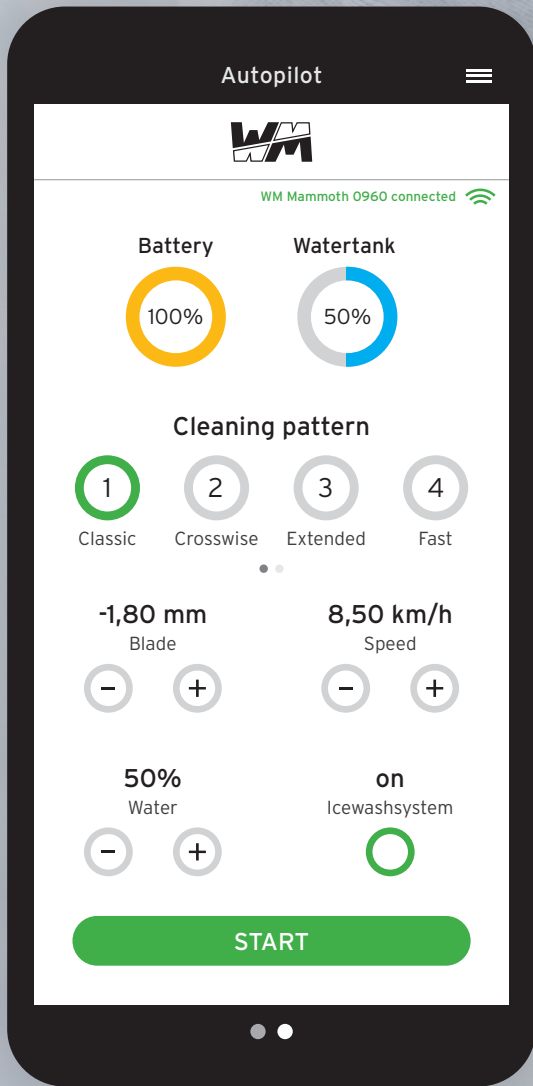 Autopilot
WM
WM Mammoth 0960 connected
Battery Watertank
100% 50%
Cleaning pattern
1 2 3 4
Classic Crosswise Extended Fast
-1,80 mm 8,50 km/h
Blade Speed
- + - +
50% on
Water Icewashsystem
- +
START